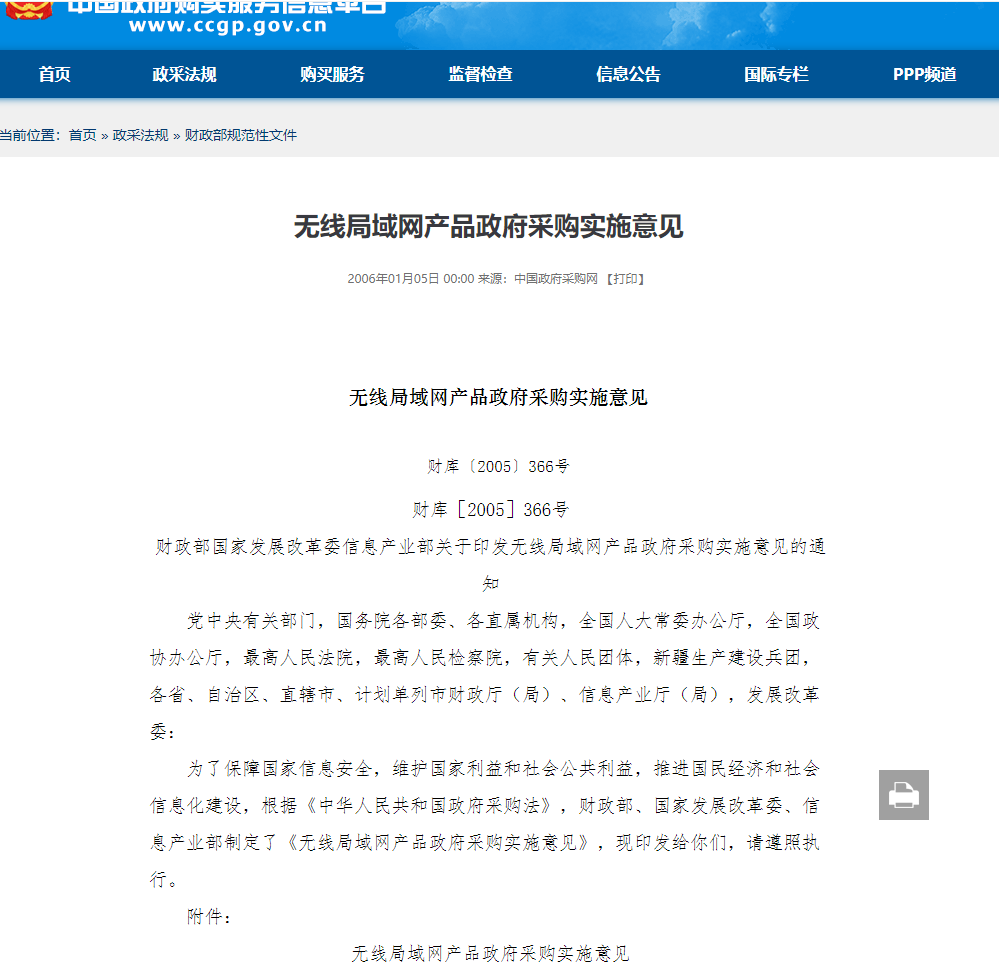 中国政府购买服务信息平台
www.ccgp.gov.cn
首页 政采法规 购买服务 监督检查 信息公告 国际专栏 PPP频道
当前位置：首页 » 政采法规 » 财政部规范性文件
无线局域网产品政府采购实施意见
2006年01月05日 00:00 来源：中国政府采购网 【打印】
无线局域网产品政府采购实施意见
财库〔2005〕366号
财库［2005］366号
财政部国家发展改革委信息产业部关于印发无线局域网产品政府采购实施意见的通
知
党中央有关部门，国务院各部委、各直属机构，全国人大常委办公厅，全国政
协办公厅，最高人民法院，最高人民检察院，有关人民团体，新疆生产建设兵团，
各省、自治区、直辖市、计划单列市财政厅（局）、信息产业厅（局），发展改革
委：
为了保障国家信息安全，维护国家利益和社会公共利益，推进国民经济和社会
信息化建设，根据《中华人民共和国政府采购法》，财政部、国家发展改革委、信
息产业部制定了《无线局域网产品政府采购实施意见》，现印发给你们，请遵照执
行。
附件：
无线局域网产品政府采购实施意见